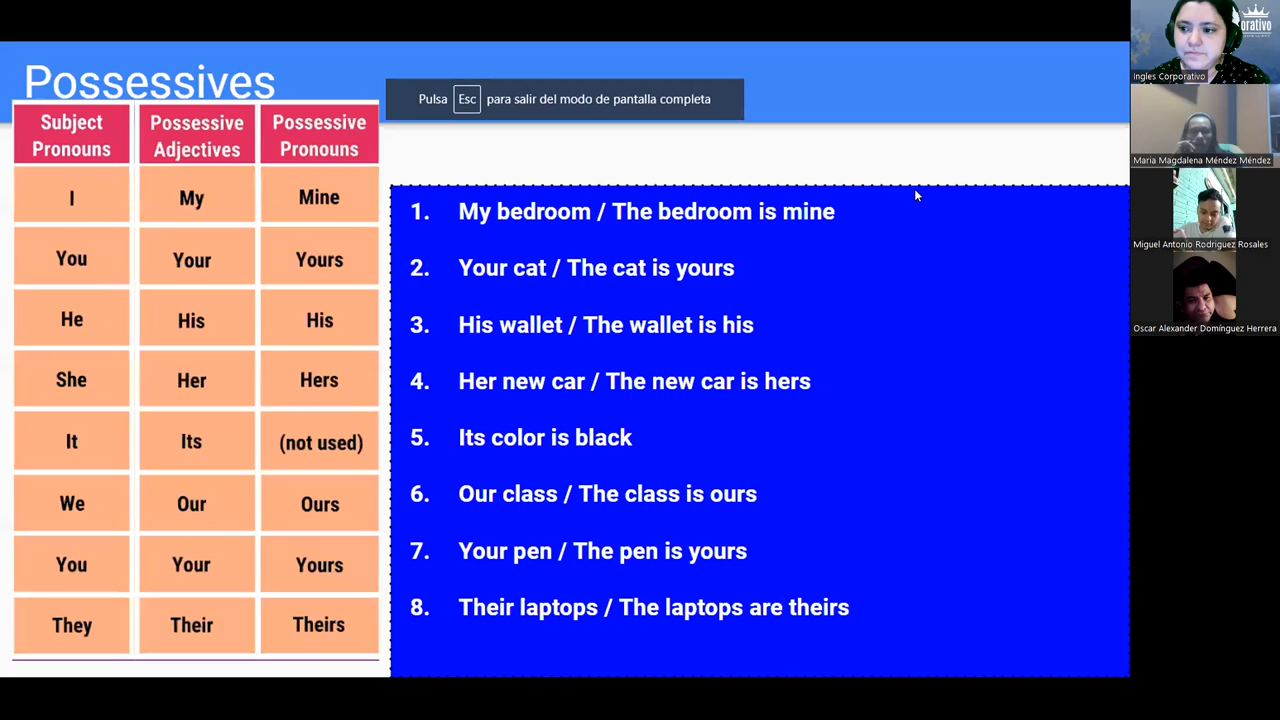 Possessives
Pulsa Esc para salir del modo de pantalla completa
Subject Pronouns Possessive Adjectives Possessive Pronouns
I My Mine
You Your Yours
He His His
She Her Hers
It Its (not used)
We Our Ours
You Your Yours
They Their Theirs
1. My bedroom / The bedroom is mine
2. Your cat / The cat is yours
3. His wallet / The wallet is his
4. Her new car / The new car is hers
5. Its color is black
6. Our class / The class is ours
7. Your pen / The pen is yours
8. Their laptops / The laptops are theirs
orativo
Ingles Corporativo
Maria Magdalena Méndez Méndez
Miguel Antonio Rodriguez Rosales
Oscar Alexander Domínguez Herrera